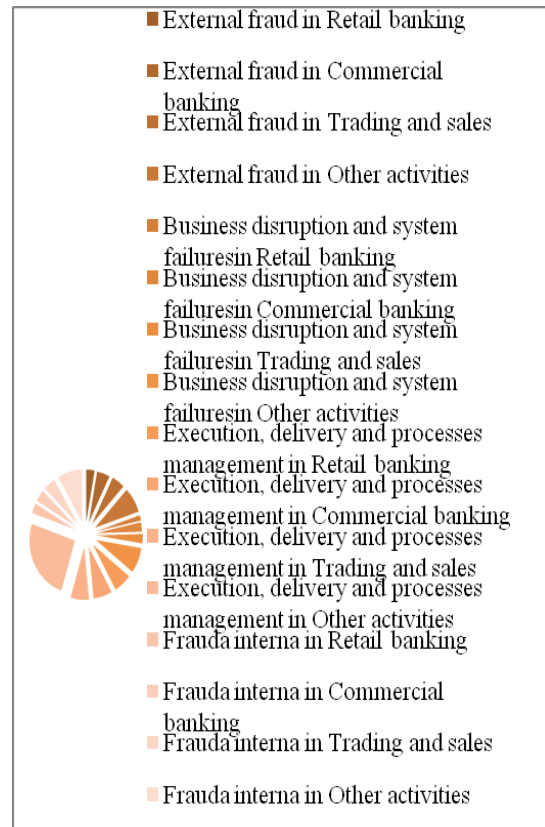 External fraud in Retail banking
External fraud in Commercial
banking
External fraud in Trading and sales
External fraud in Other activities
Business disruption and system
failuresin Retail banking
Business disruption and system
failuresin Commercial banking
Business disruption and system
failuresin Trading and sales
Business disruption and system
failuresin Other activities
Execution, delivery and processes
management in Retail banking
Execution, delivery and processes
management in Commercial banking
Execution, delivery and processes
management in Trading and sales
Execution, delivery and processes
management in Other activities
Frauda interna in Retail banking
Frauda interna in Commercial
banking
Frauda interna in Trading and sales
Frauda interna in Other activities